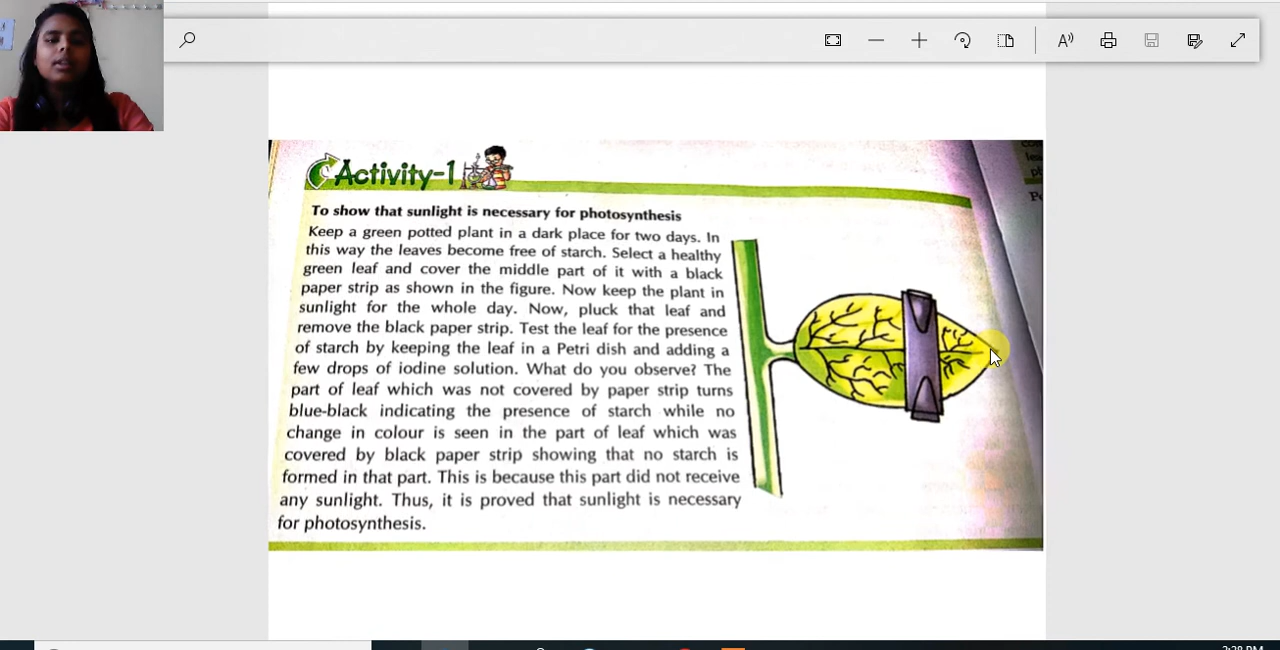 A
Activity-1
To show that sunlight is necessary for photosynthesis
Keep a green potted plant in a dark place for two days. In
this way the leaves become free of starch. Select a healthy
green leaf and cover the middle part of it with a black
paper strip as shown in the figure. Now keep the plant in
sunlight for the whole day. Now, pluck that leaf and
remove the black paper strip. Test the leaf for the presence
of starch by keeping the leaf in a Petri dish and adding a
few drops of iodine solution. What do you observe? The
part of leaf which was not covered by paper strip turns
blue-black indicating the presence of starch while no
change in colour is seen in the part of leaf which was
covered by black paper strip showing that no starch is
formed in that part. This is because this part did not receive
any sunlight. Thus, it is proved that sunlight is necessary
for photosynthesis.